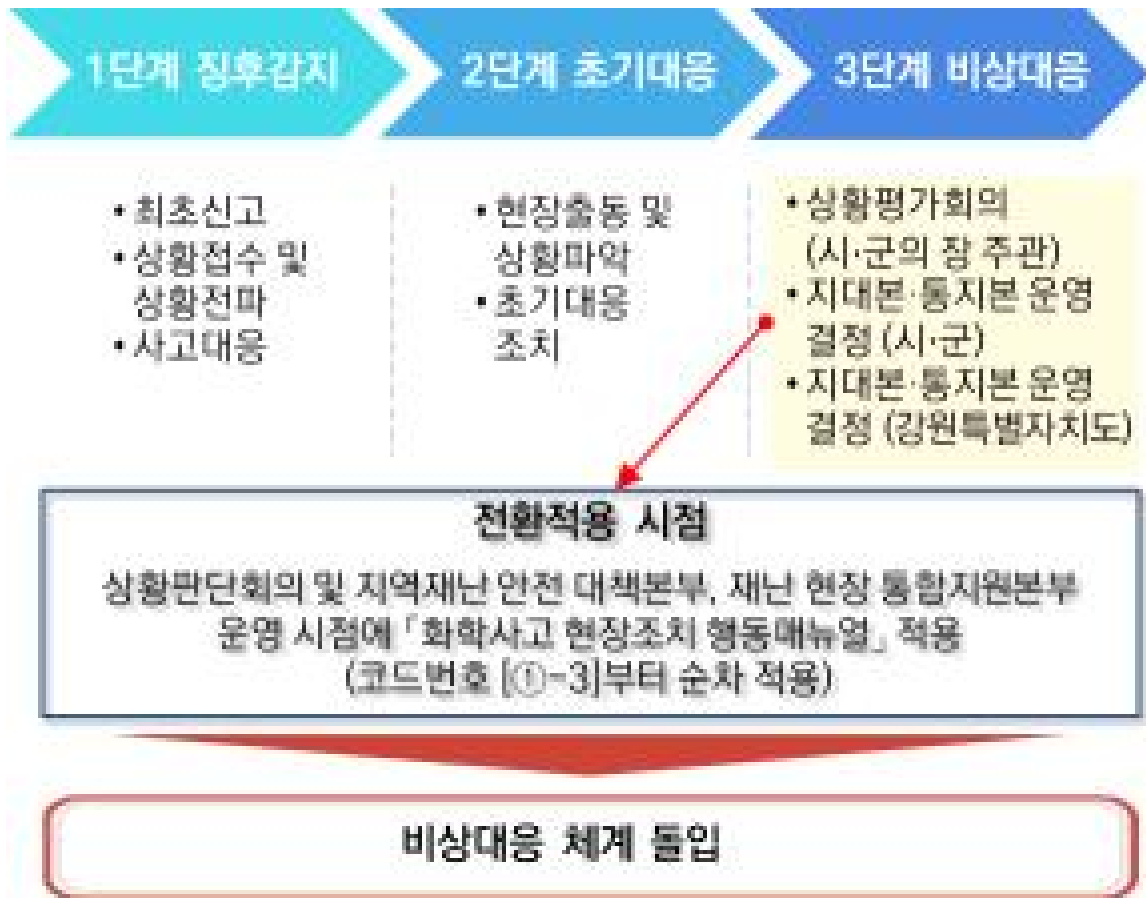 1단계 징후감지
2단계 초기대응
3단계 비상대응
• 최초신고
• 상황접수 및
상황전파
• 사고대응
• 현장출동 및
상황파악
• 초기대응
조치
• 상황평가회의
(시·군의 장 주관)
• 지대본·통지본 운영
결정 (시·군)
• 지대본·통지본 운영
결정 (강원특별자치도)
전환적용 시점
상황판단회의 및 지역재난 안전 대책본부, 재난 현장 통합지원본부
운영 시점에 「화학사고 현장조치 행동매뉴얼」 적용
(코드번호 [①-3]부터 순차 적용)
비상대응 체계 돌입